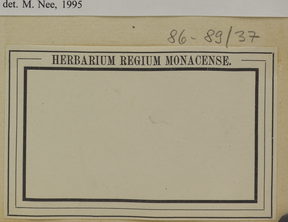 det. M. Nee, 1995
86-89/37
HERBARIUM REGIUM MONACENSE.